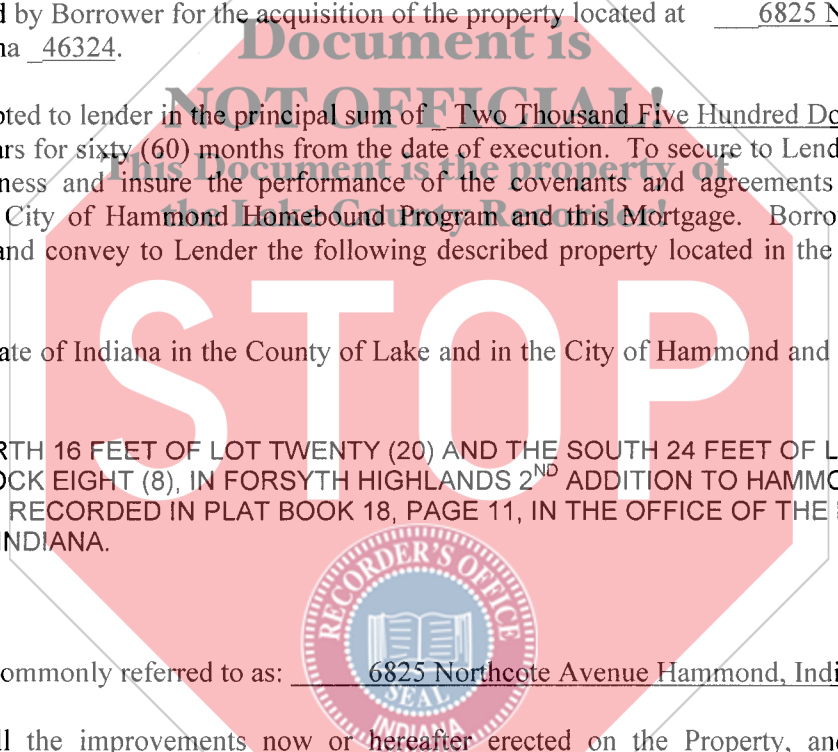 d by Borrower for the acquisition of the property located at 6825 N
na 46324.
Document is
NOT OFFICIAL!
This Document is the property of
the Lake County Recorder!
pted to lender in the principal sum of Two Thousand Five Hundred Do
ars for sixty (60) months from the date of execution. To secure to Lend
ness and insure the performance of the covenants and agreements
City of Hammond Homebound Program and this Mortgage. Borro
and convey to Lender the following described property located in the
STOP
ate of Indiana in the County of Lake and in the City of Hammond and
RTH 16 FEET OF LOT TWENTY (20) AND THE SOUTH 24 FEET OF L
OCK EIGHT (8), IN FORSYTH HIGHLANDS 2ND ADDITION TO HAMMO
RECORDED IN PLAT BOOK 18, PAGE 11, IN THE OFFICE OF THE
INDIANA.
RECORDER'S OFFICE
SEAL
INDIANA
ommonly referred to as: 6825 Northcote Avenue Hammond, Indi
ll the improvements now or hereafter erected on the Property, an